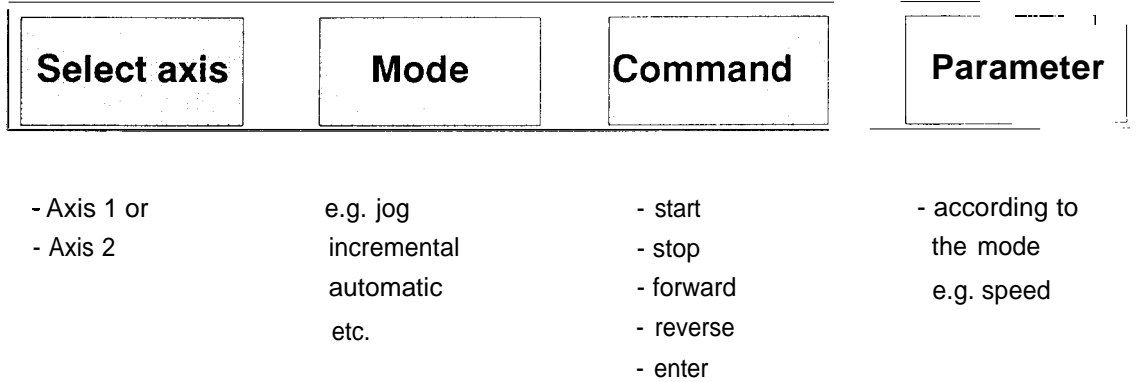 Select axis
Mode
Command
Parameter
- Axis 1 or
- Axis 2
e.g. jog
incremental
automatic
etc.
- start
- stop
- forward
- reverse
- enter
- according to
the mode
e.g. speed